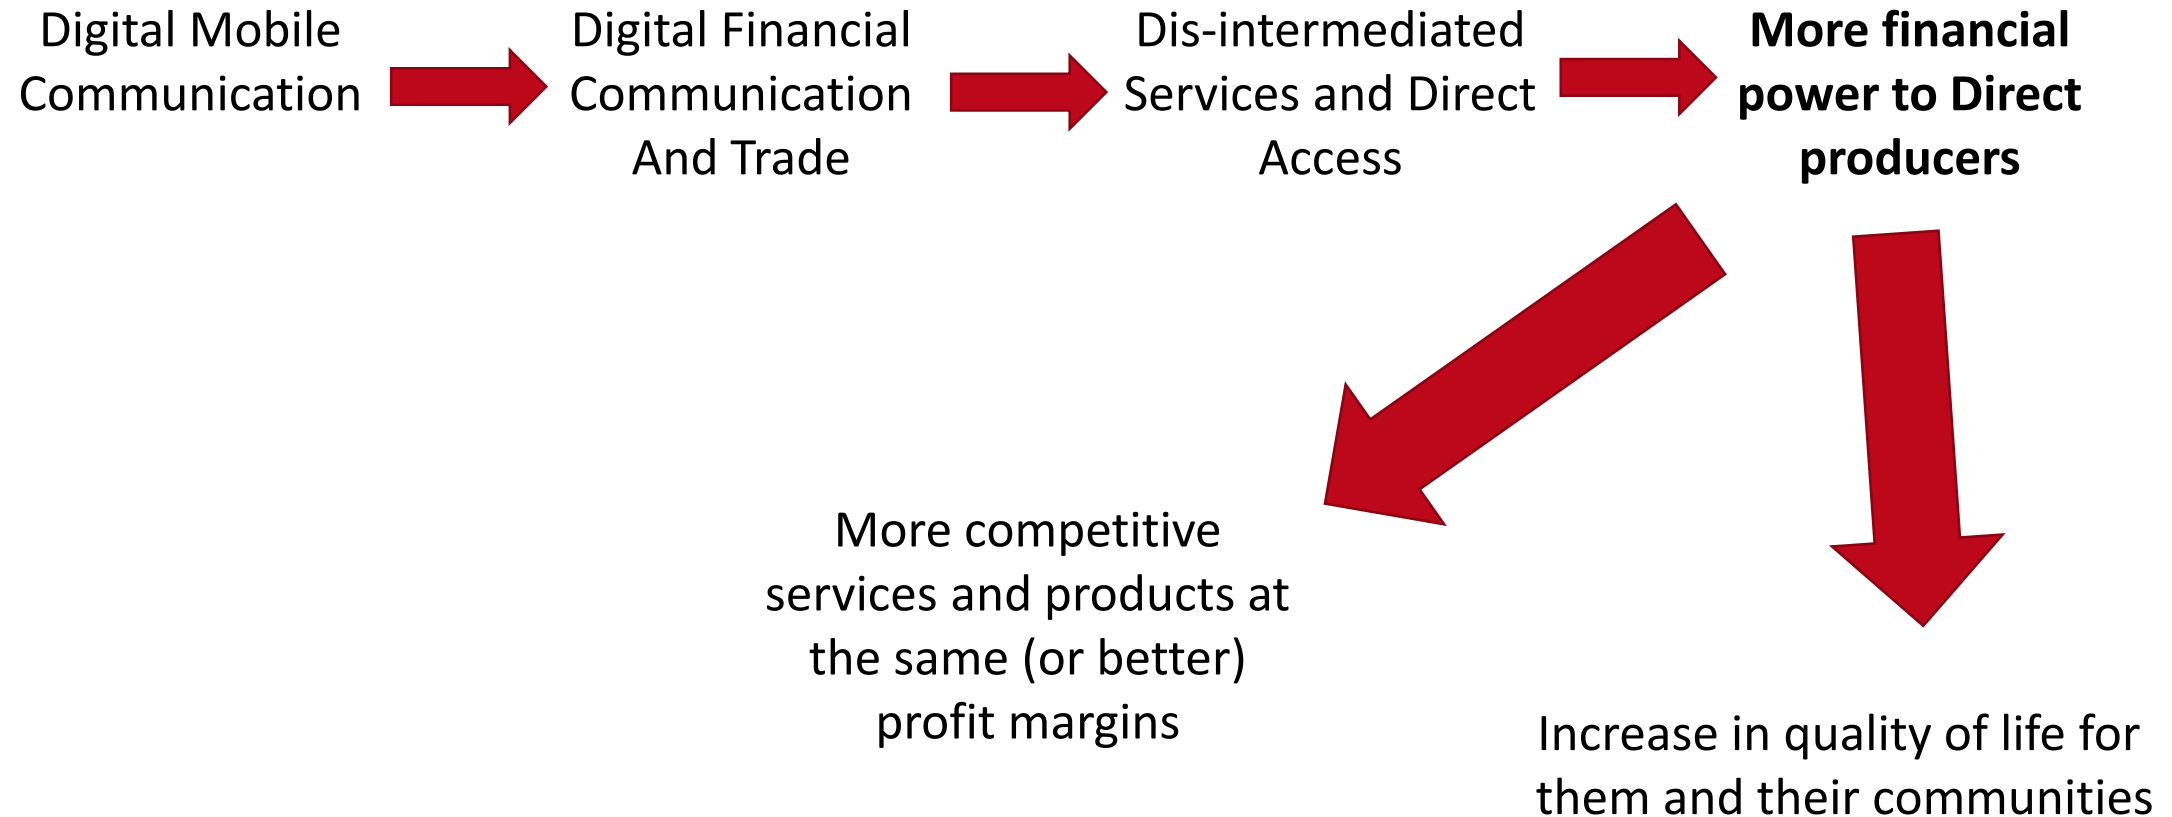 Digital Mobile
Communication
Digital Financial
Communication
And Trade
Dis-intermediated
Services and Direct
Access
More financial
power to Direct
producers
More competitive
services and products at
the same (or better)
profit margins
Increase in quality of life for
them and their communities